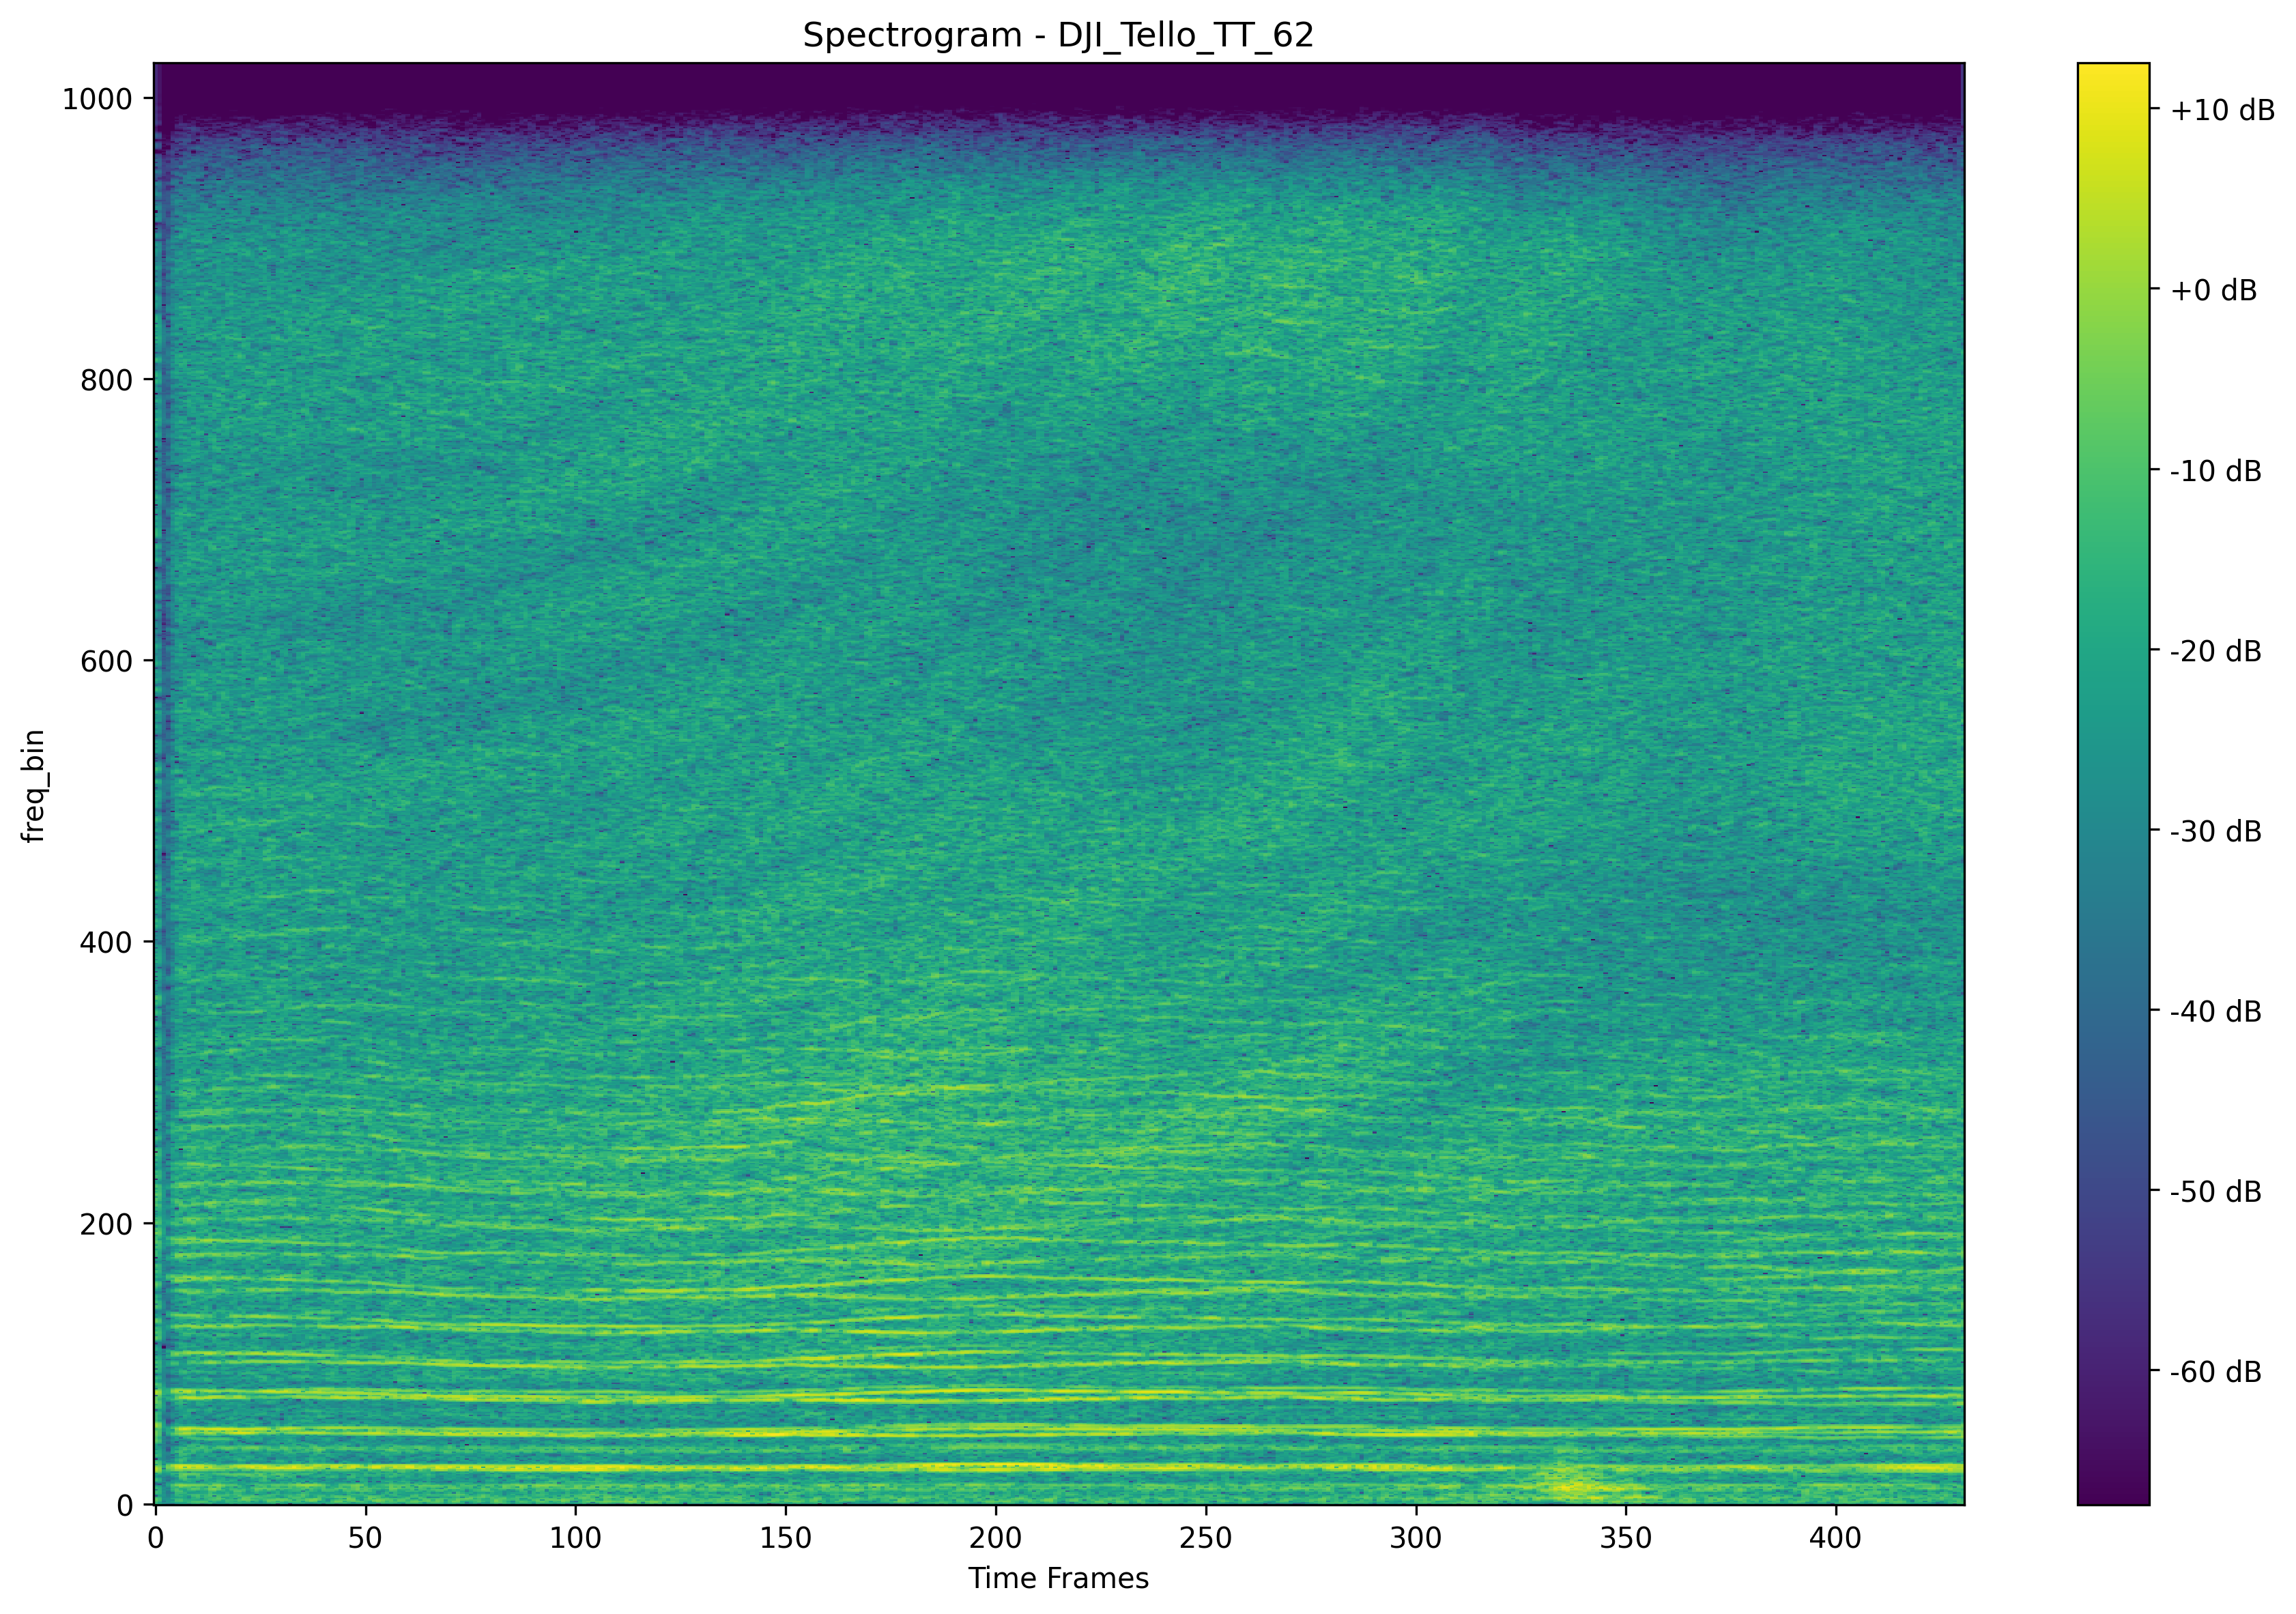 Spectrogram - DJI_Tello_TT_62
1000
800
600
400
200
0
freq_bin
0 50 100 150 200 250 300 350 400
Time Frames
+10 dB
+0 dB
-10 dB
-20 dB
-30 dB
-40 dB
-50 dB
-60 dB